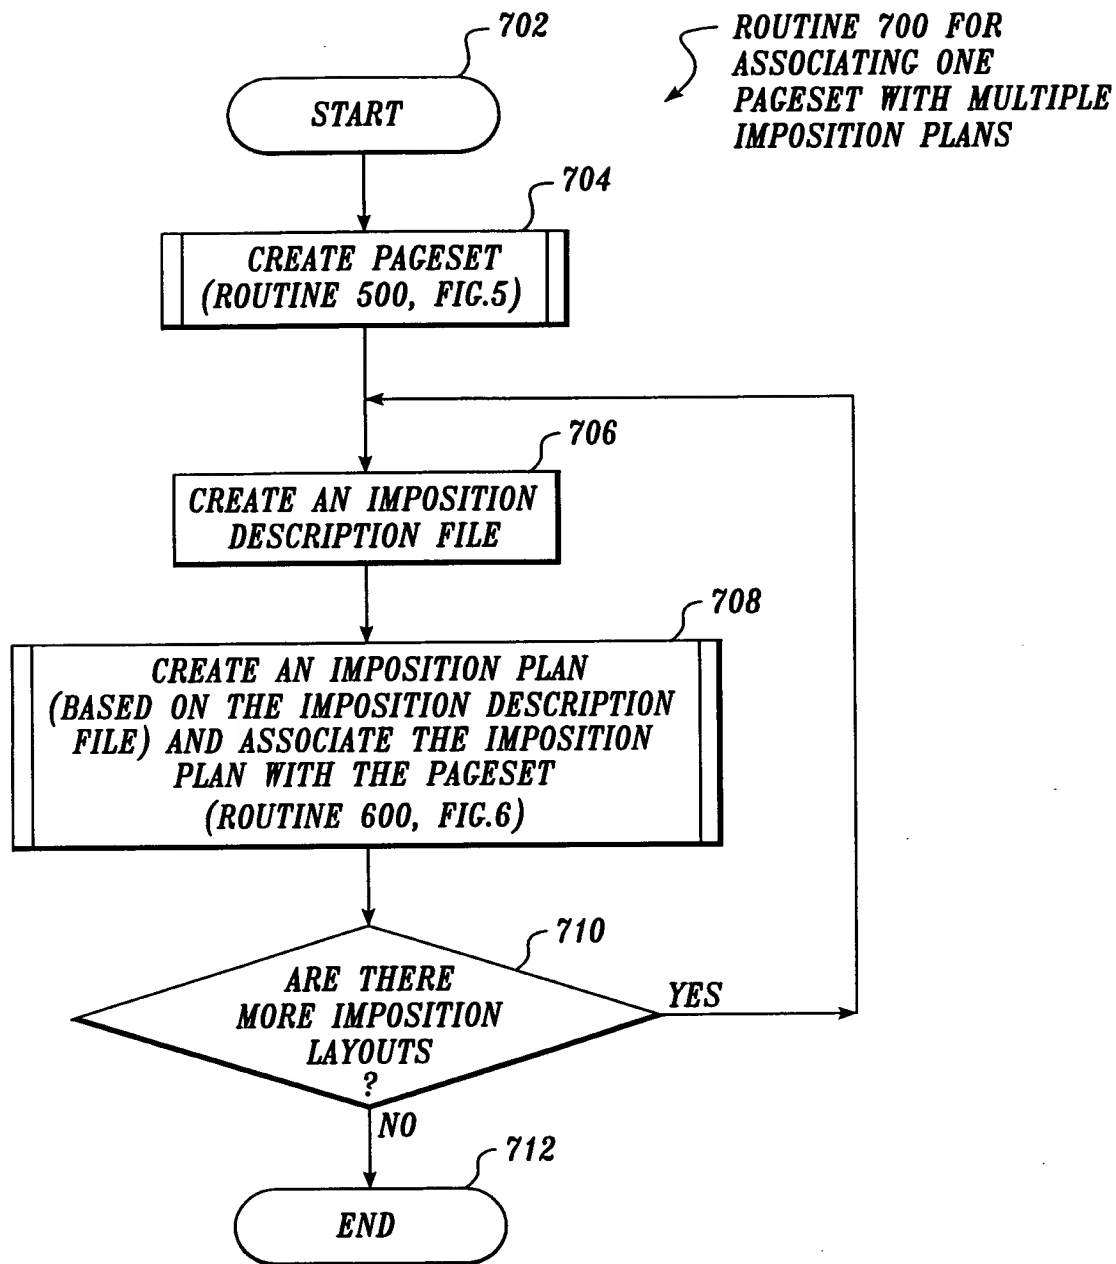 702
ROUTINE 700 FOR
ASSOCIATING ONE
PAGESET WITH MULTIPLE
IMPOSITION PLANS
START
704
CREATE PAGESET
(ROUTINE 500, FIG.5)
706
CREATE AN IMPOSITION
DESCRIPTION FILE
708
CREATE AN IMPOSITION PLAN
(BASED ON THE IMPOSITION DESCRIPTION
FILE) AND ASSOCIATE THE IMPOSITION
PLAN WITH THE PAGESET
(ROUTINE 600, FIG.6)
710
ARE THERE
MORE IMPOSITION
LAYOUTS
?
YES
NO
712
END